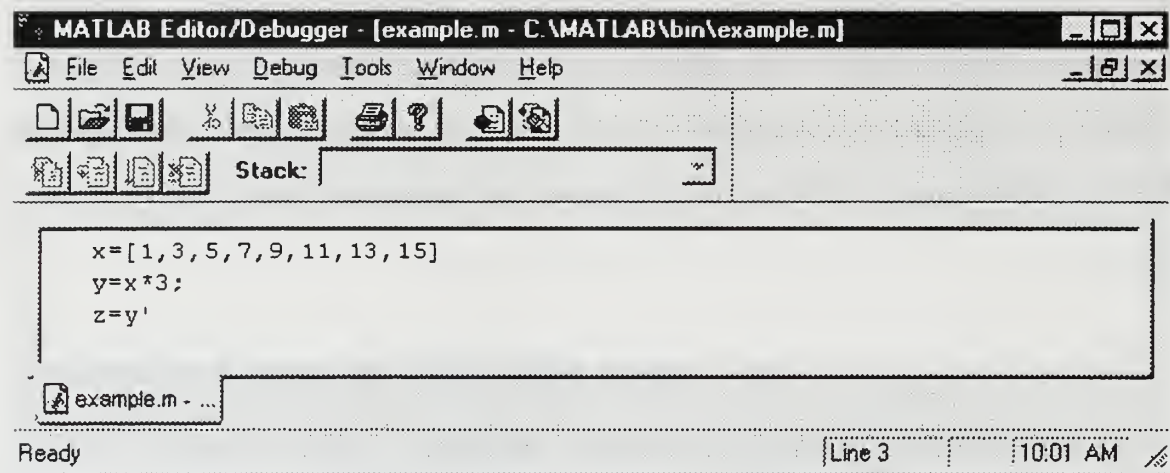 MATLAB Editor/Debugger - [example.m - C:\MATLAB\bin\example.m]
File Edit View Debug Tools Window Help
Stack:
x=[1,3,5,7,9,11,13,15]
y=x*3;
z=y'
example.m - ...
Ready Line 3 10:01 AM